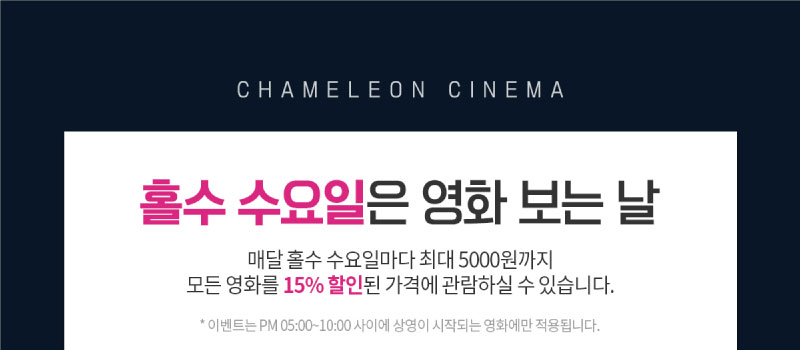 CHAMELEON CINEMA
홀수 수요일은 영화 보는 날
매달 홀수 수요일마다 최대 5000원까지
모든 영화를 15% 할인된 가격에 관람하실 수 있습니다.
* 이벤트는 PM 05:00~10:00 사이에 상영이 시작되는 영화에만 적용됩니다.